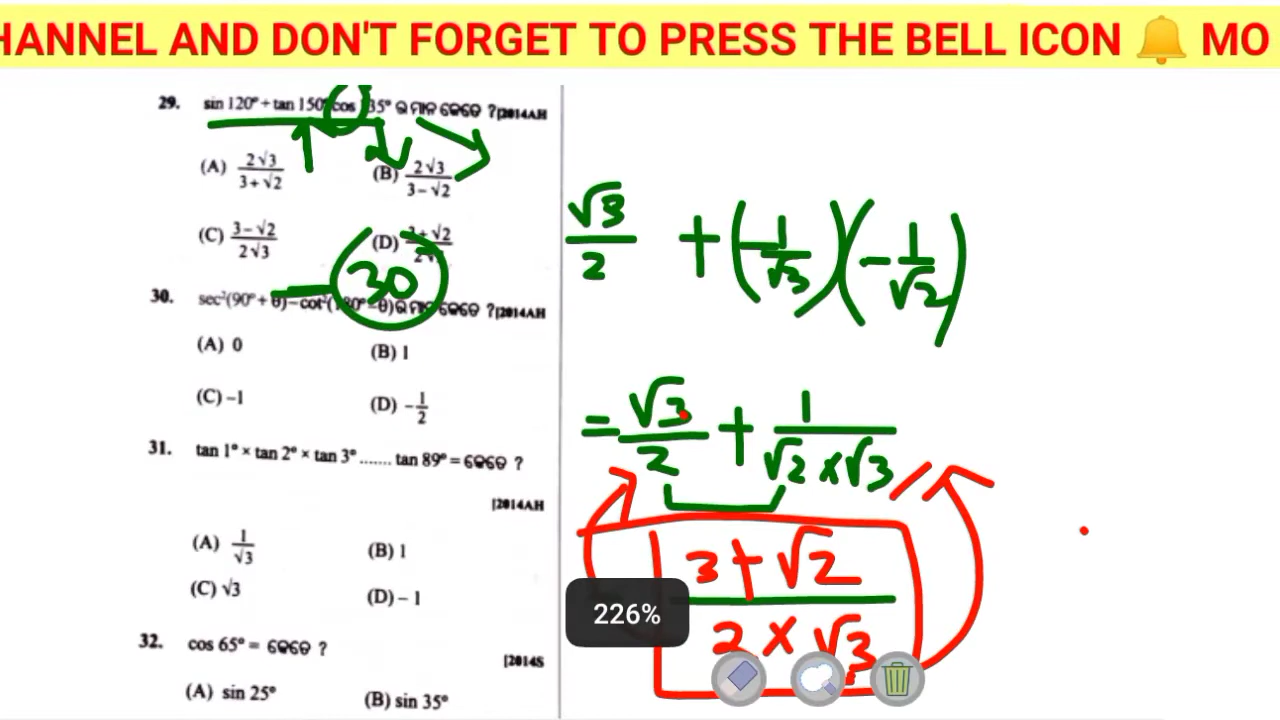 HANNEL AND DON'T FORGET TO PRESS THE BELL ICON 🔔 MO
29. sin 120° + tan 150° cos 135° ର ମାନ କେତେ ? [2014AH
(A) 2√3 / 3 + √2 (B) 2√3 / 3 − √2
(C) 3 − √2 / 2√3 (D) 3 + √2 / 2√3
30
30. sec²(90° + θ) − cot²(180° − θ) ର ମାନ କେତେ ? [2014AH
(A) 0 (B) 1
(C) −1 (D) − 1/2
31. tan 1° × tan 2° × tan 3° ....... tan 89° = କେତେ ?
[2014AH
(A) 1/√3 (B) 1
(C) √3 (D) − 1
32. cos 65° = କେତେ ?
[2014S
(A) sin 25° (B) sin 35°
√3/2 + (−1/√3)(−1/√2)
= √3/2 + 1/√2×√3
3+√2 / 2×√3
226%